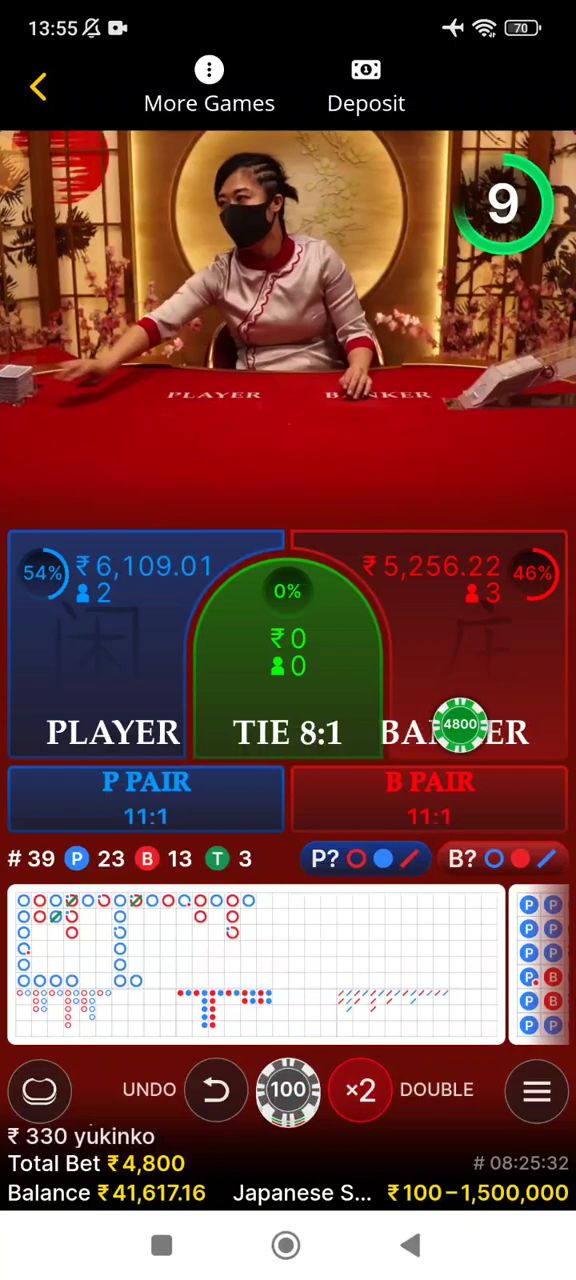 13:55 70
More Games Deposit
9
PLAYER BANKER
54% ₹ 6,109.01 0% ₹ 5,256.22 46%
2 3
₹ 0
0
闲 庄
PLAYER TIE 8:1 BANKER
4800
P PAIR B PAIR
11:1 11:1
# 39 P 23 B 13 T 3 P? B?
P
P
P
P B
P B
P P
UNDO 100 ×2 DOUBLE
₹ 330 yukinko
Total Bet ₹4,800 # 08:25:32
Balance ₹41,617.16 Japanese S... ₹100–1,500,000